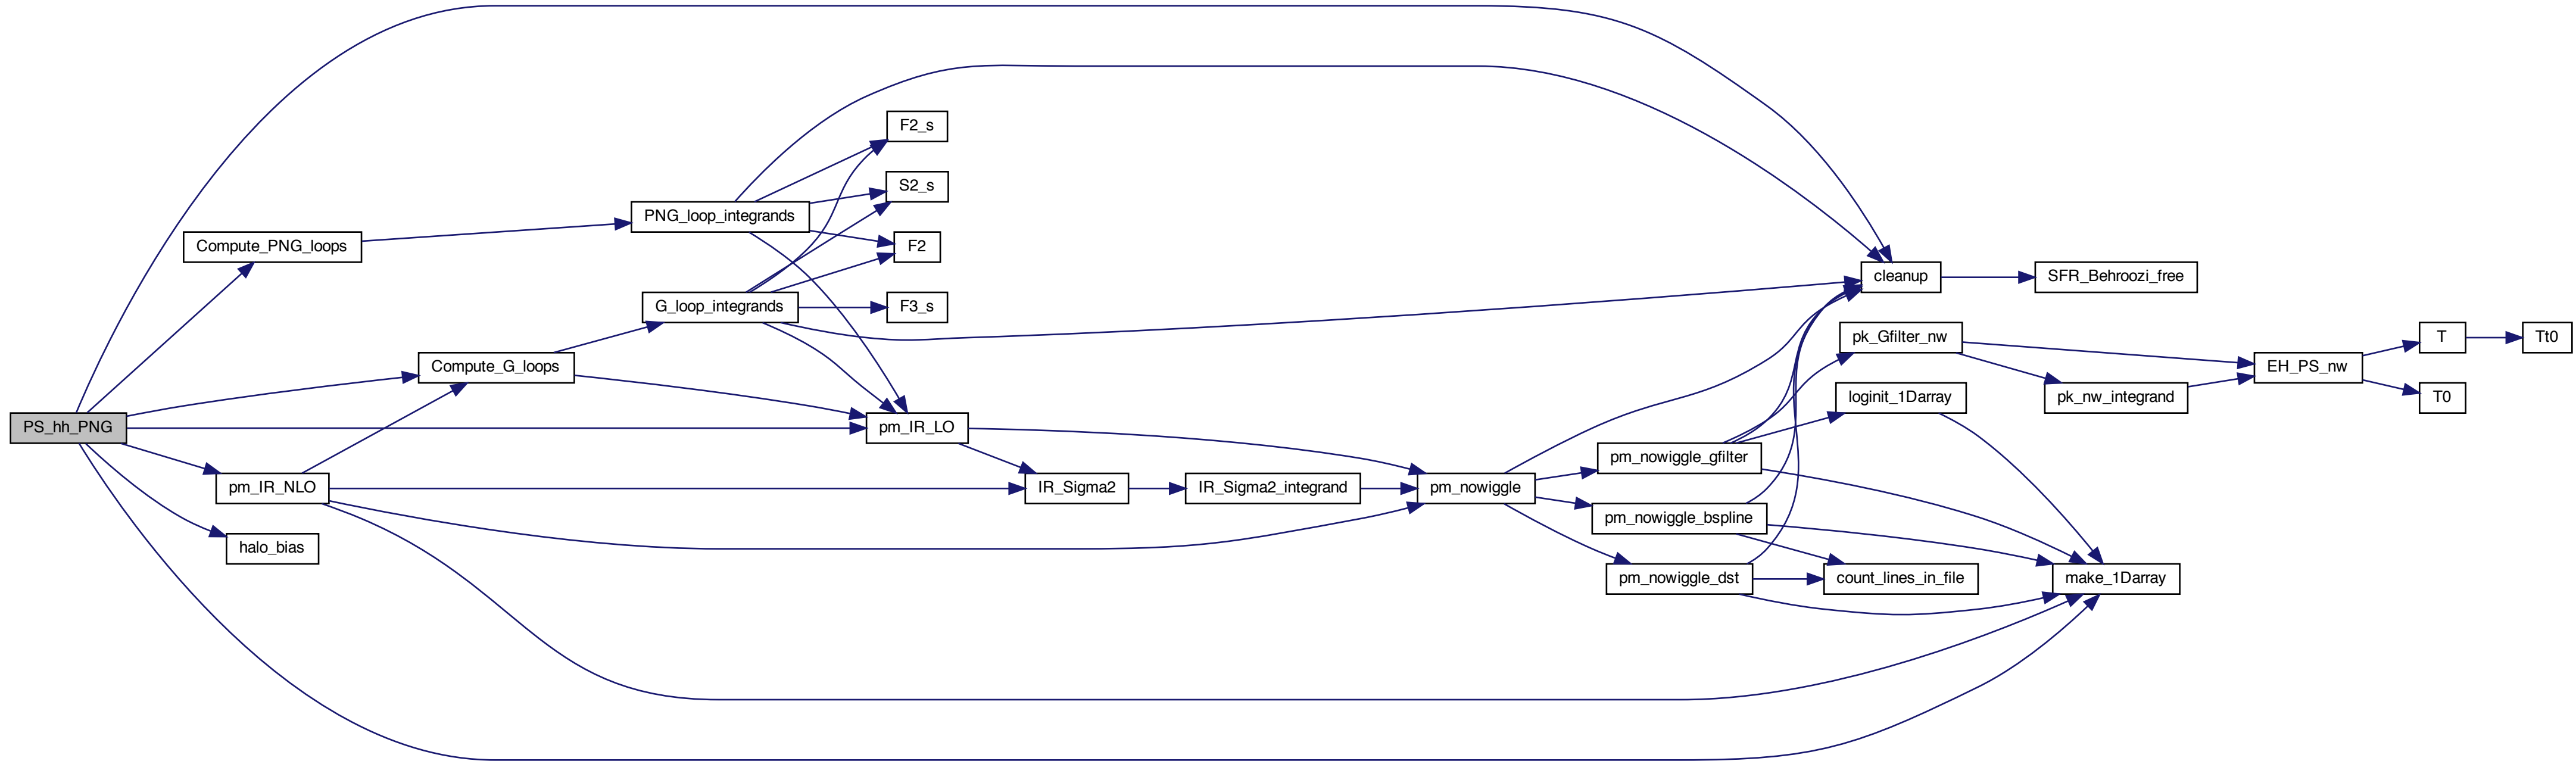 PS_hh_PNG
Compute_PNG_loops
pm_IR_NLO
halo_bias
Compute_G_loops
PNG_loop_integrands
G_loop_integrands
F2_s
S2_s
F2
F3_s
pm_IR_LO
IR_Sigma2
IR_Sigma2_integrand
pm_nowiggle
pm_nowiggle_gfilter
pm_nowiggle_bspline
pm_nowiggle_dst
cleanup
pk_Gfilter_nw
loginit_1Darray
count_lines_in_file
SFR_Behroozi_free
pk_nw_integrand
make_1Darray
EH_PS_nw
T
T0
Tt0